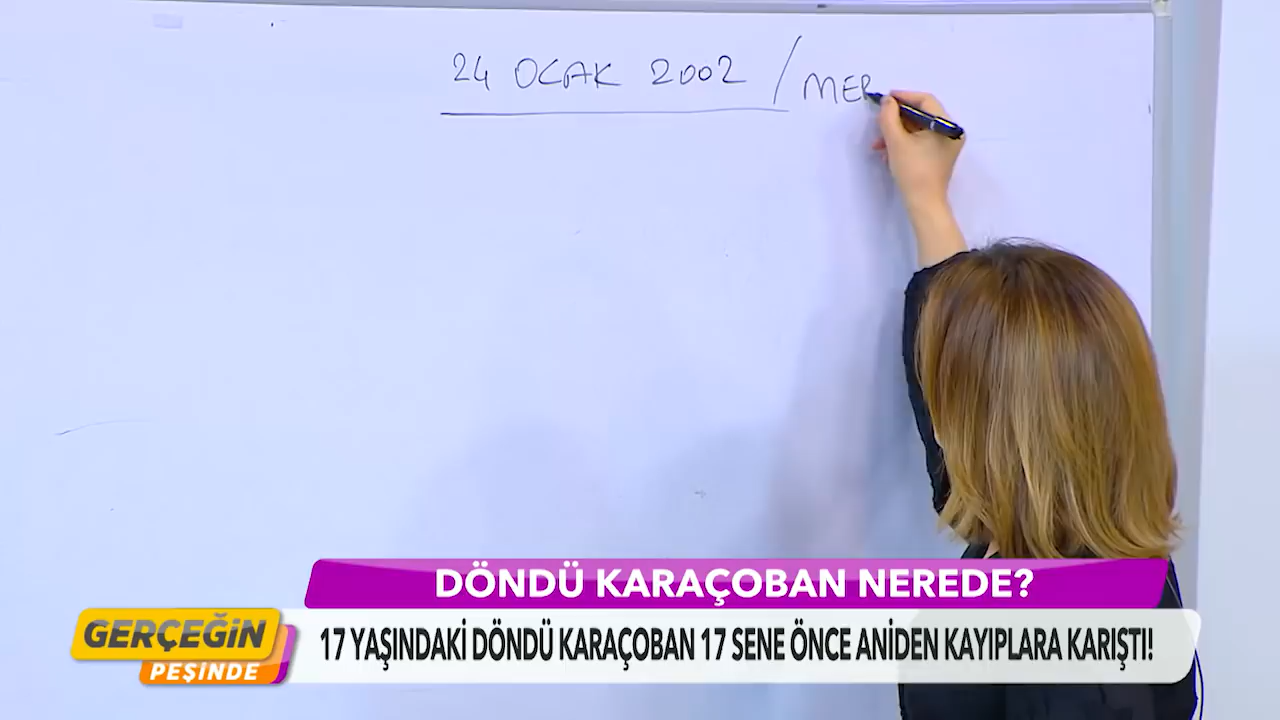 24 OCAK 2002 / MER
DÖNDÜ KARAÇOBAN NEREDE?
GERÇEĞİN
PEŞİNDE
17 YAŞINDAKİ DÖNDÜ KARAÇOBAN 17 SENE ÖNCE ANİDEN KAYIPLARA KARIŞTI!